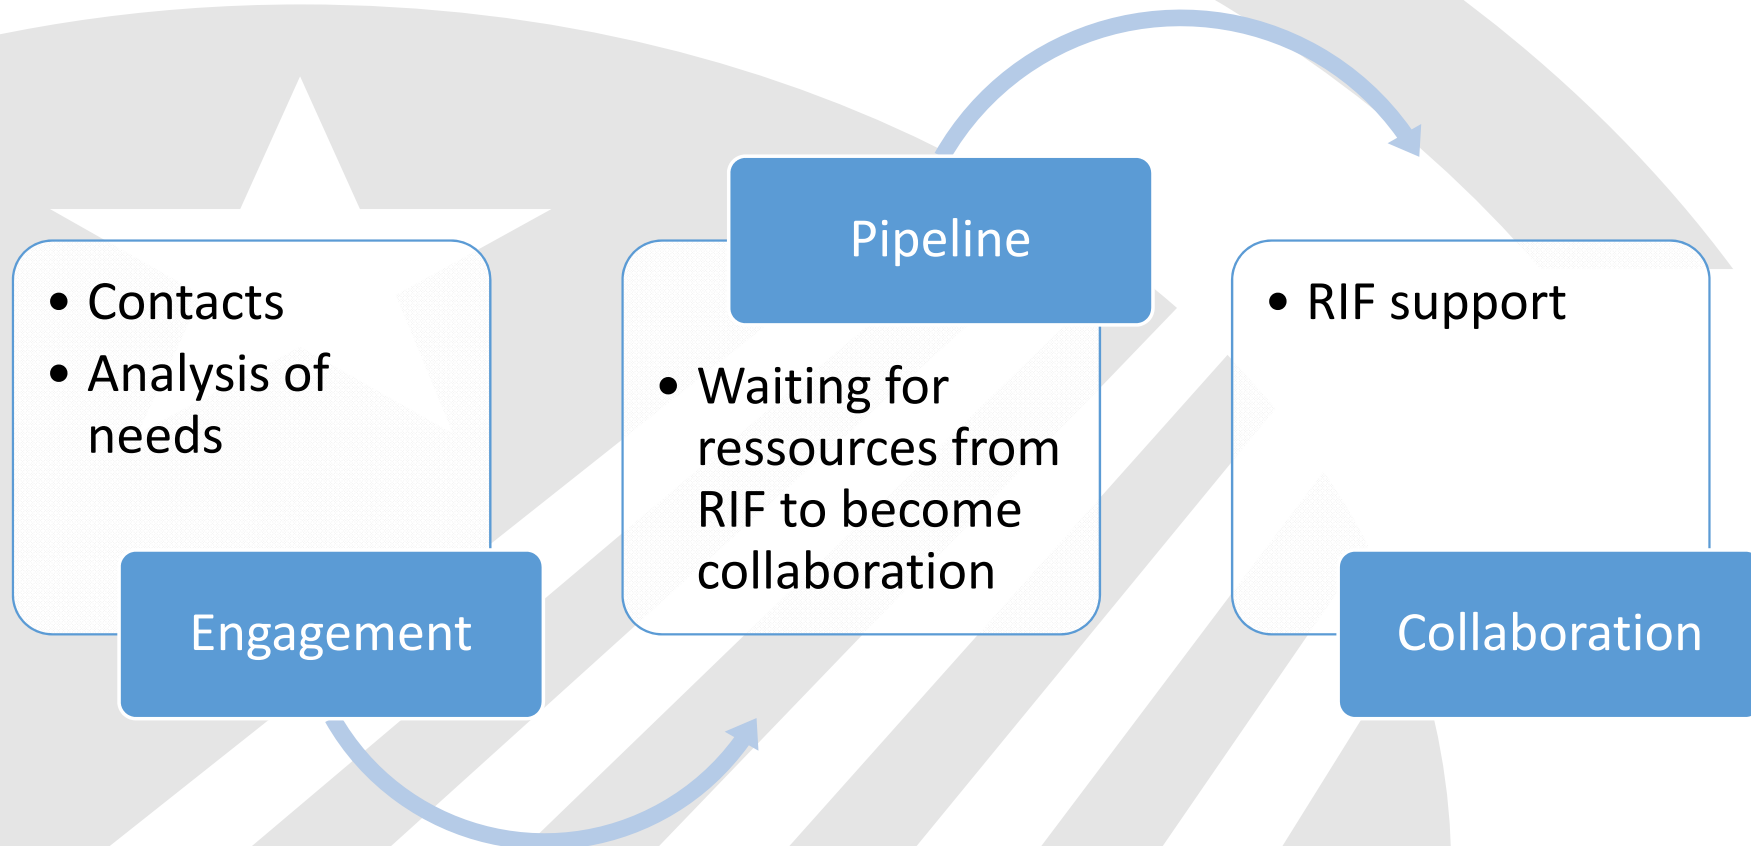 • Contacts
• Analysis of
needs
Engagement
Pipeline
• Waiting for
ressources from
RIF to become
collaboration
• RIF support
Collaboration